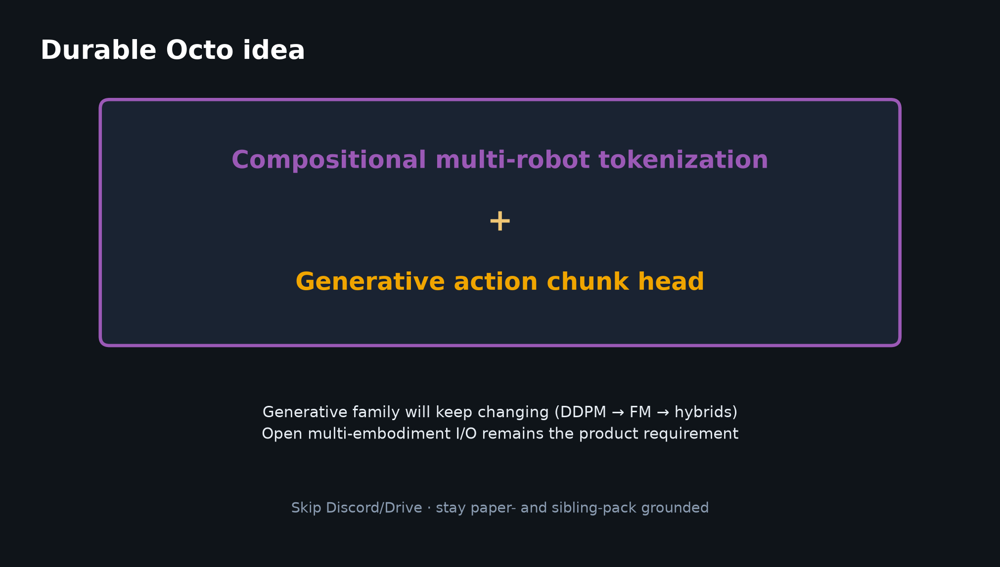 Durable Octo idea
Compositional multi-robot tokenization
+
Generative action chunk head
Generative family will keep changing (DDPM → FM → hybrids)
Open multi-embodiment I/O remains the product requirement
Skip Discord/Drive · stay paper- and sibling-pack grounded